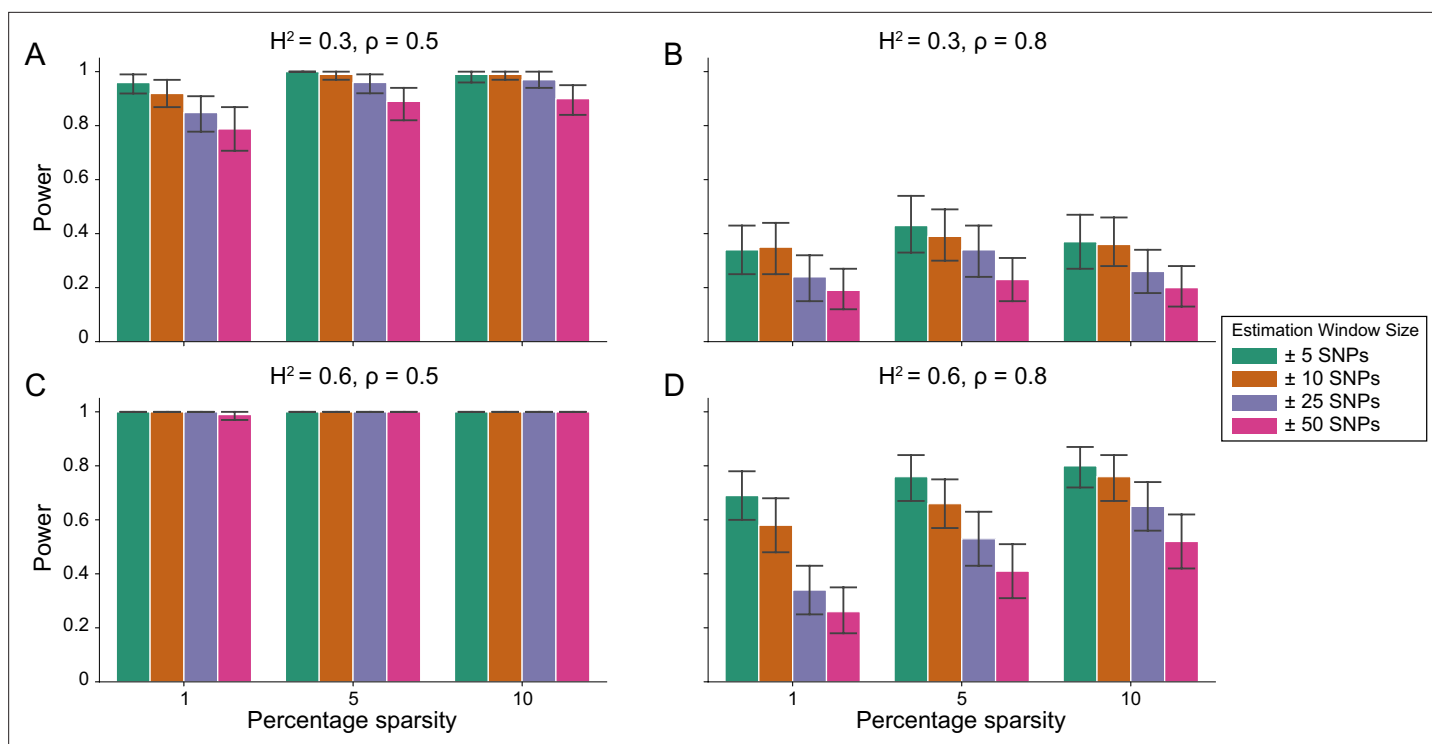 A
H² = 0.3, ρ = 0.5
1
0.8
0.6
0.4
0.2
0
Power
B
H² = 0.3, ρ = 0.8
C
H² = 0.6, ρ = 0.5
1
0.8
0.6
0.4
0.2
0
Power
1
5
10
Percentage sparsity
D
H² = 0.6, ρ = 0.8
1
5
10
Percentage sparsity
Estimation Window Size
± 5 SNPs
± 10 SNPs
± 25 SNPs
± 50 SNPs